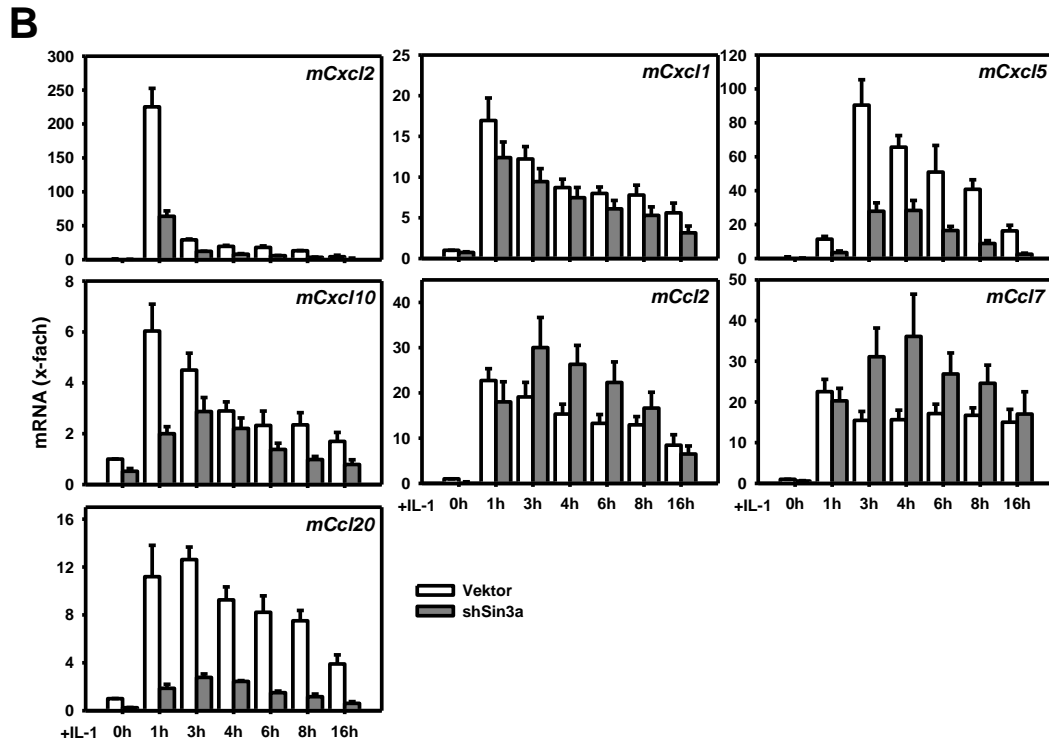 B
mCxcl2
300
250
200
150
100
50
0
mCxcl1
25
20
15
10
5
0
mCxcl5
120
100
80
60
40
20
0
mRNA (x-fach)
mCxcl10
8
6
4
2
0
mCcl2
40
30
20
10
0
+IL-1 0h 1h 3h 4h 6h 8h 16h
mCcl7
50
40
30
20
10
0
+IL-1 0h 1h 3h 4h 6h 8h 16h
mCcl20
16
12
8
4
0
+IL-1 0h 1h 3h 4h 6h 8h 16h
Vektor
shSin3a